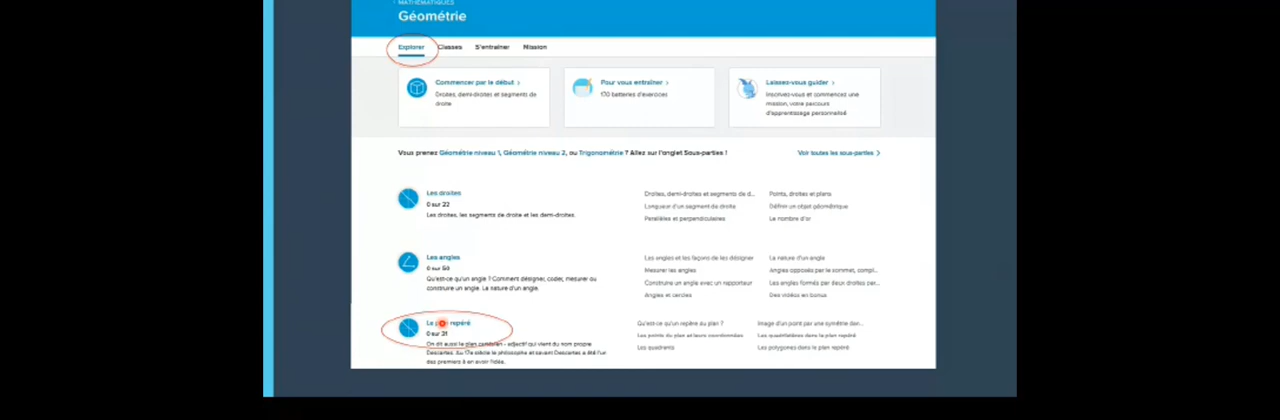 MATHÉMATIQUES
Géométrie
Explorer Classes S'entraîner Mission
Commencer par le début ›
Droites, demi-droites et segments de
droite
Pour vous entraîner ›
170 batteries d'exercices
Laissez-vous guider ›
Inscrivez-vous et commencez une
mission, votre parcours
d'apprentissage personnalisé
Vous prenez Géométrie niveau 1, Géométrie niveau 2, ou Trigonométrie ? Allez sur l'onglet Sous-parties !
Voir toutes les sous-parties ›
Les droites
0 sur 22
Les droites, les segments de droite et les demi-droites.
Droites, demi-droites et segments de d...
Longueur d'un segment de droite
Parallèles et perpendiculaires
Points, droites et plans
Définir un objet géométrique
Le nombre d'or
Les angles
0 sur 50
Qu'est-ce qu'un angle ? Comment désigner, coder, mesurer ou
construire un angle. La nature d'un angle.
Les angles et les façons de les désigner
Mesurer les angles
Construire un angle avec un rapporteur
Angles et cercles
La nature d'un angle
Angles opposés par le sommet, compl...
Les angles formés par deux droites par...
Des vidéos en bonus
Le repéré
0 sur 31
On dit aussi le plan cartésien - adjectif qui vient du nom propre
Descartes. Au 17e siècle le philosophe et savant Descartes a été l'un
des premiers à en avoir l'idée.
Qu'est-ce qu'un repère du plan ?
Les points du plan et leurs coordonnées
Les quadrants
Image d'un point par une symétrie dan...
Les quadrilatères dans le plan repéré
Les polygones dans le plan repéré